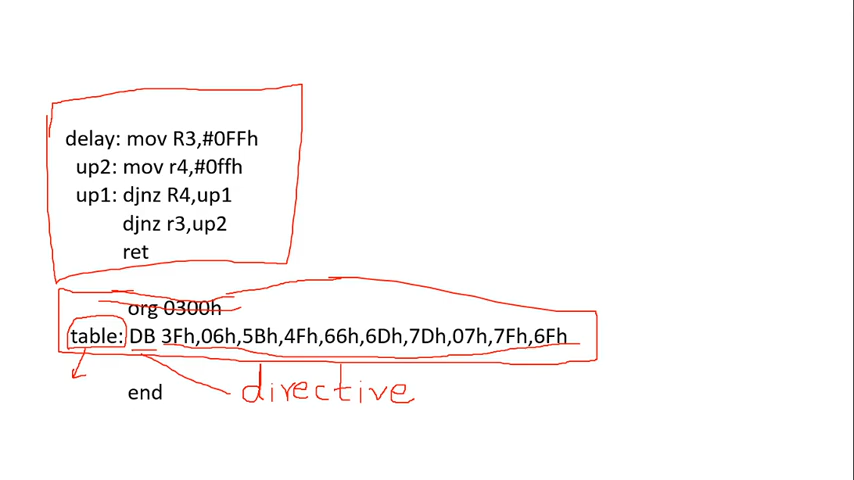 delay: mov R3,#0FFh
up2: mov r4,#0ffh
up1: djnz R4,up1
djnz r3,up2
ret
org 0300h
table: DB 3Fh,06h,5Bh,4Fh,66h,6Dh,7Dh,07h,7Fh,6Fh
end directive